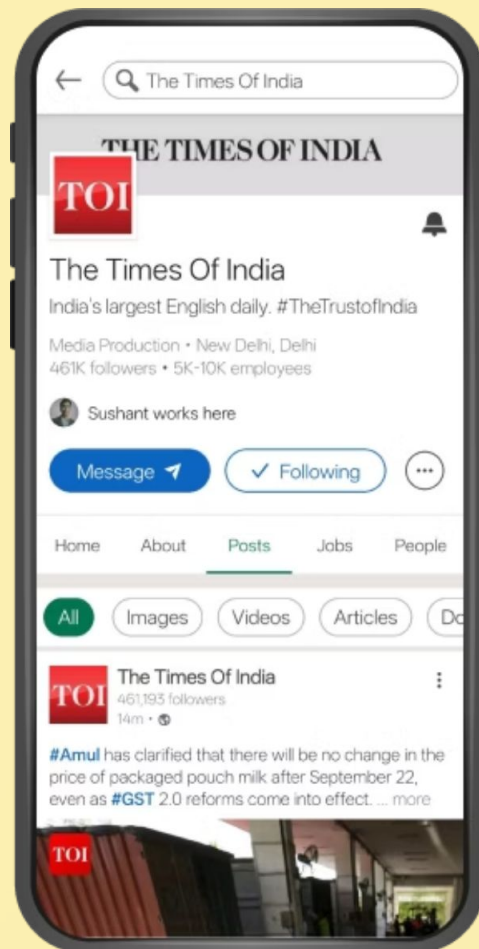 The Times Of India
THE TIMES OF INDIA
TOI
The Times Of India
India's largest English daily. #TheTrustofIndia
Media Production • New Delhi, Delhi
461K followers • 5K-10K employees
Sushant works here
Message
Following
Home About Posts Jobs People
All Images Videos Articles Do
TOI
The Times Of India
461,193 followers
14m •
#Amul has clarified that there will be no change in the
price of packaged pouch milk after September 22,
even as #GST 2.0 reforms come into effect. ... more
TOI